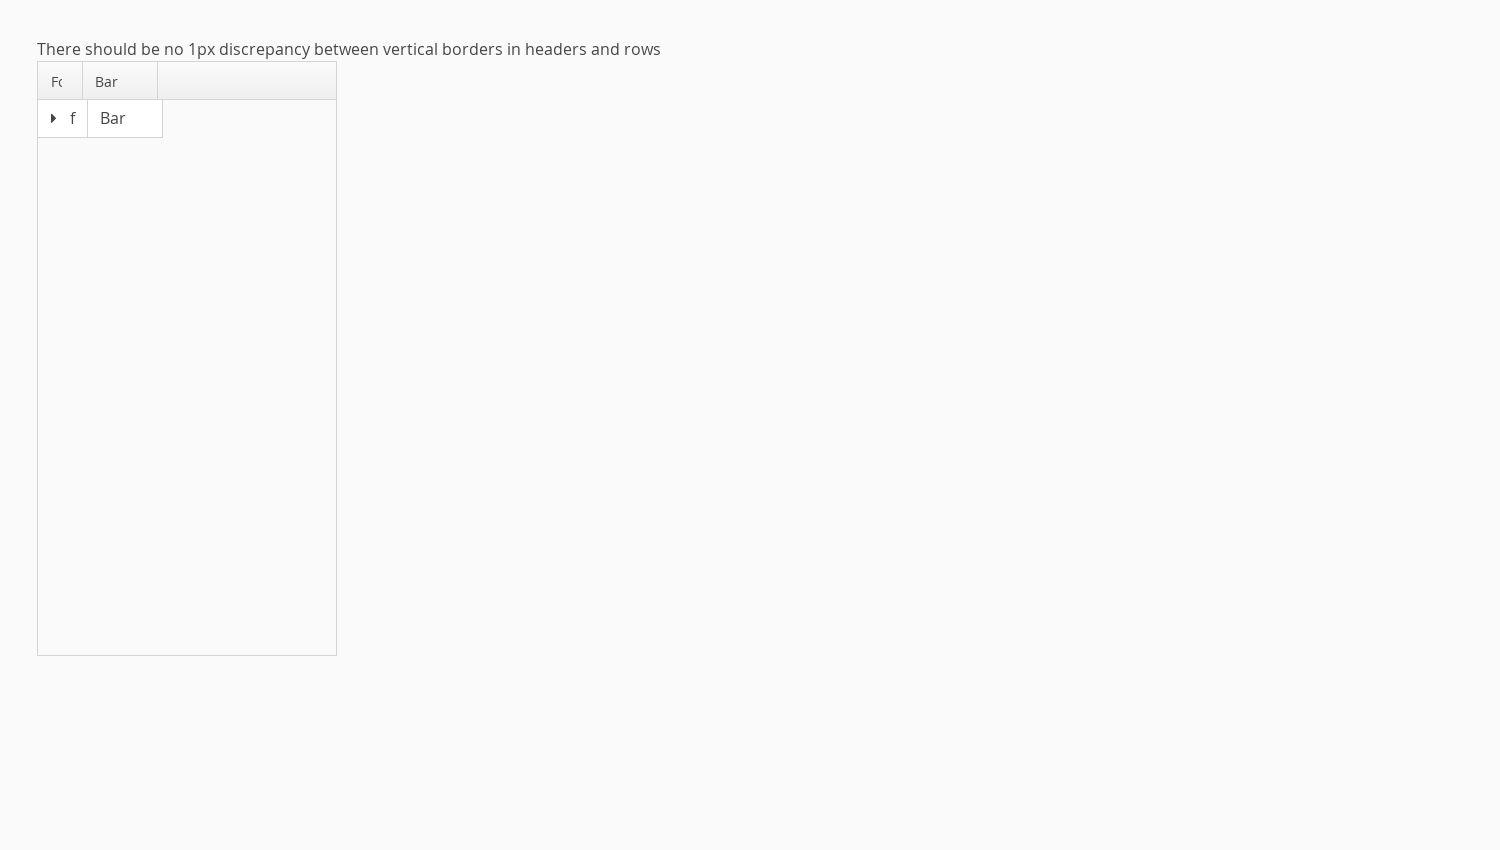 There should be no 1px discrepancy between vertical borders in headers and rows
Fo Bar
f Bar